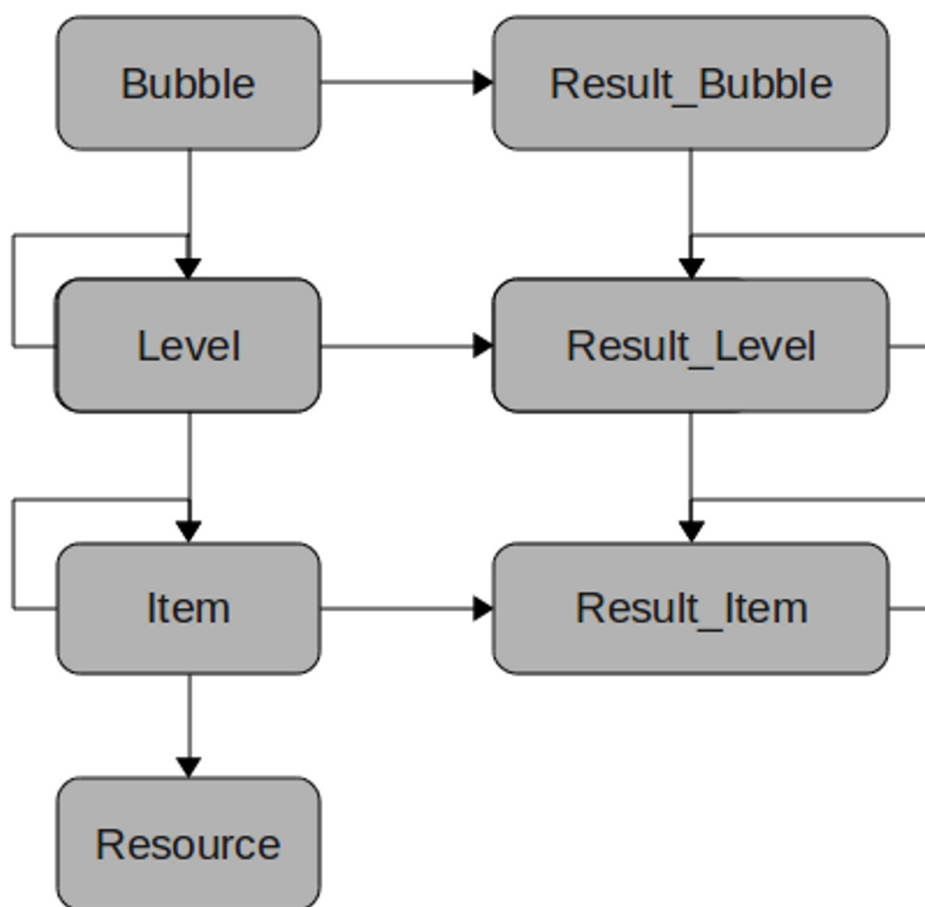 Bubble
Result_Bubble
Level
Result_Level
Item
Result_Item
Resource